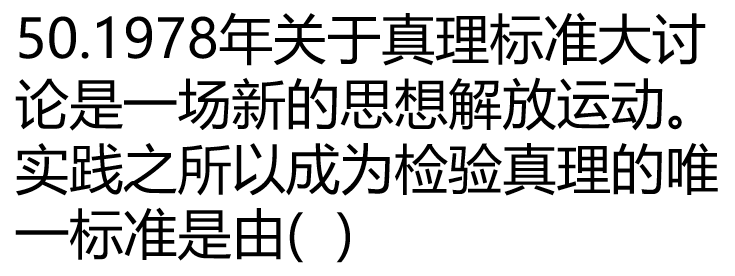 50.1978年关于真理标准大讨
论是一场新的思想解放运动。
实践之所以成为检验真理的唯
一标准是由(  )